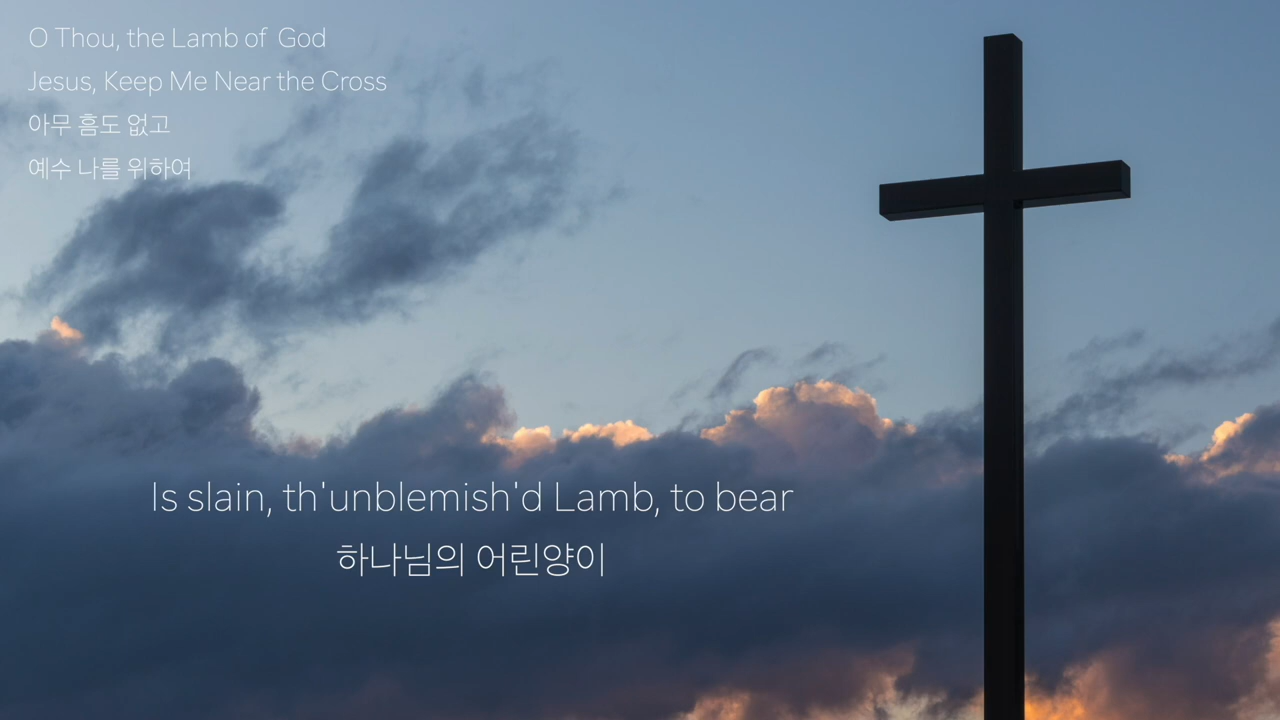 O Thou, the Lamb of God
Jesus, Keep Me Near the Cross
아무 흠도 없고
예수 나를 위하여
Is slain, th'unblemish'd Lamb, to bear
하나님의 어린양이